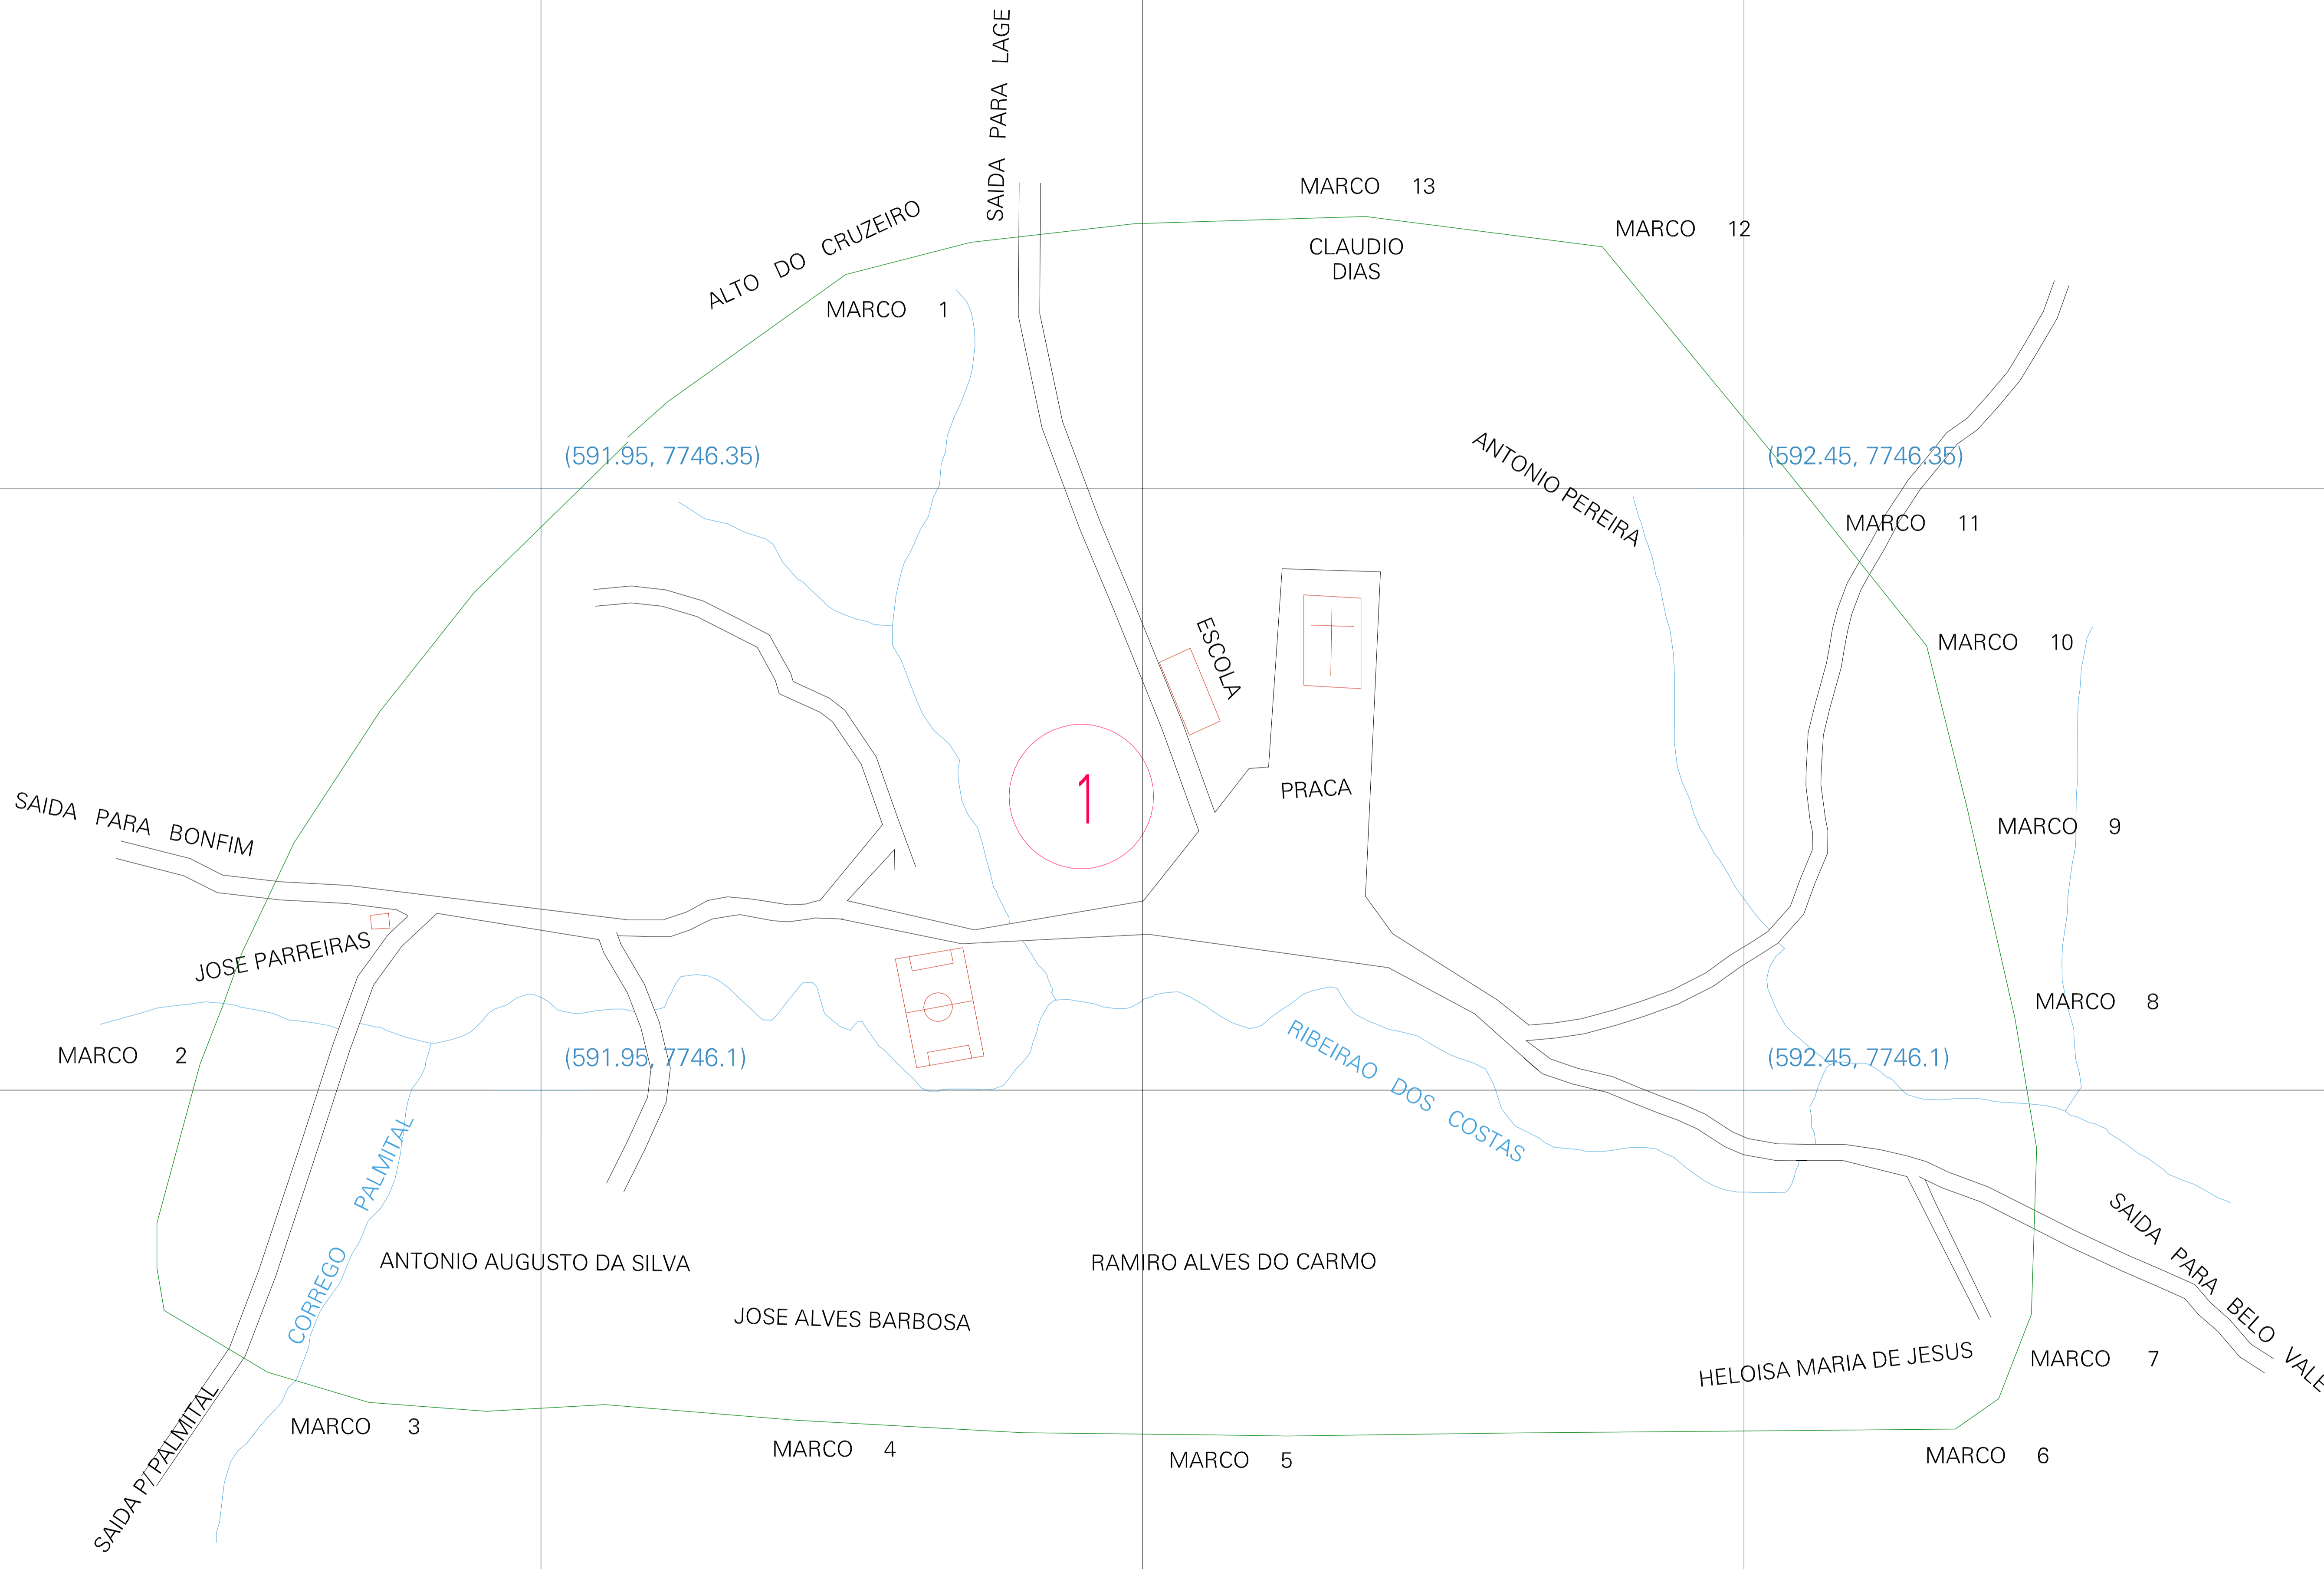 SAIDA PARA LAGE
MARCO 13
ALTO DO CRUZEIRO
MARCO 12
CLAUDIO
DIAS
MARCO 1
(591.95, 7746.35)
ANTONIO PEREIRA
(592.45, 7746.35)
MARCO 11
ESCOLA
MARCO 10
1
PRACA
SAIDA PARA BONFIM
MARCO 9
JOSE PARREIRAS
MARCO 8
MARCO 2
(591.95, 7746.1)
RIBEIRAO DOS COSTAS
(592.45, 7746.1)
CORREGO PALMITAL
ANTONIO AUGUSTO DA SILVA
RAMIRO ALVES DO CARMO
SAIDA PARA BELO VALE
JOSE ALVES BARBOSA
HELOISA MARIA DE JESUS
MARCO 7
SAIDA P/ PALMITAL
MARCO 3
MARCO 4
MARCO 5
MARCO 6